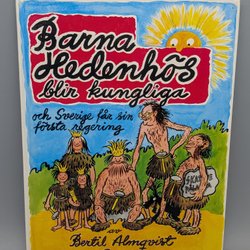 Barna
Hedenhös
blir kungliga
och Sverige får sin
första regering
av
Bertil Almqvist